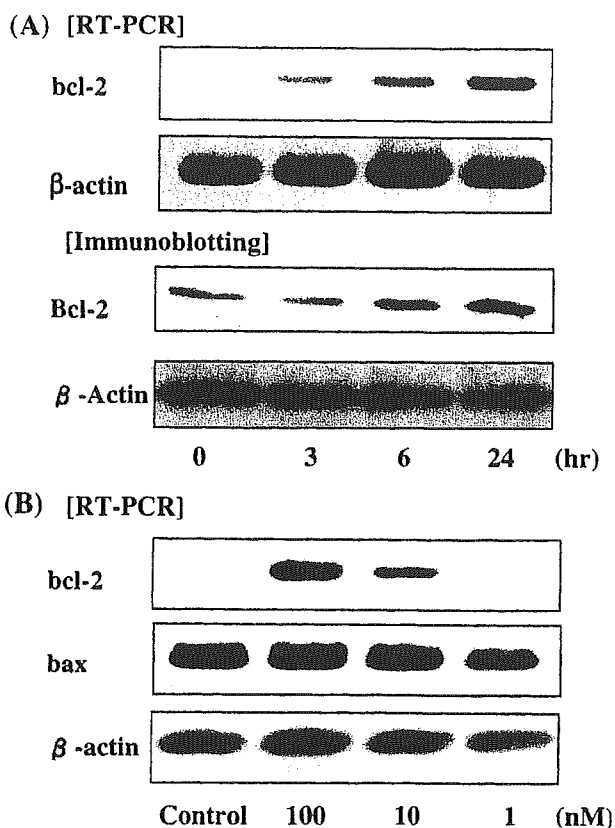 (A) [RT-PCR]
bcl-2
β-actin
[Immunoblotting]
Bcl-2
β-Actin
0 3 6 24 (hr)
(B) [RT-PCR]
bcl-2
bax
β-actin
Control 100 10 1 (nM)